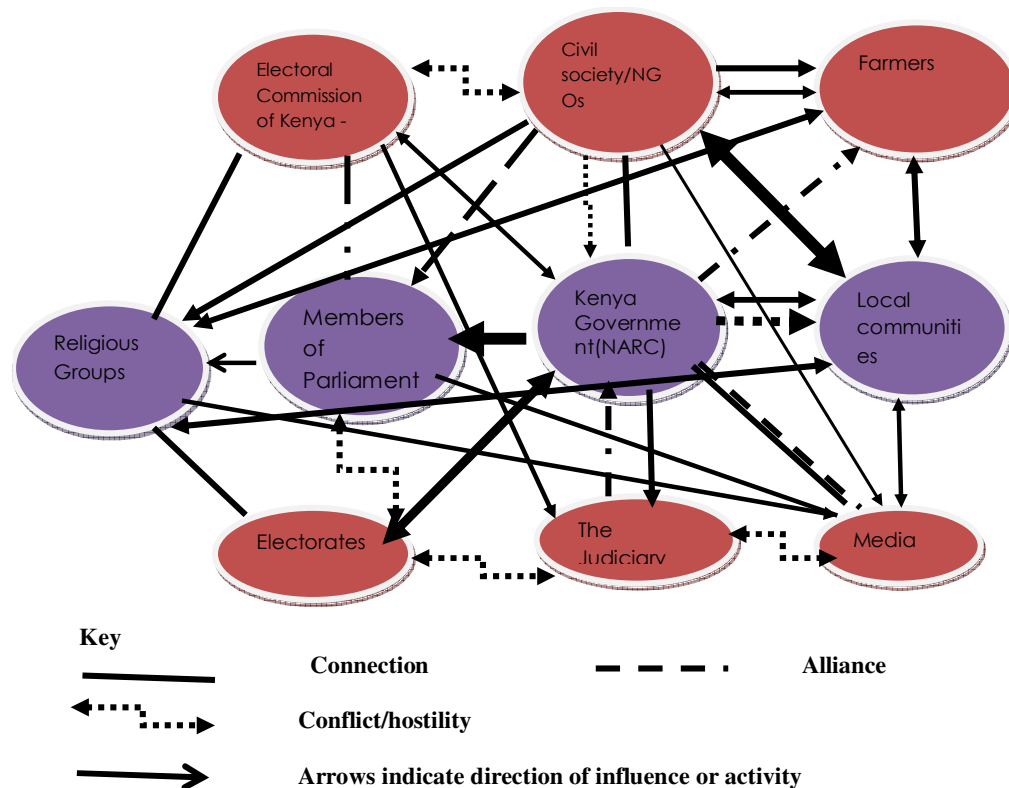 Electoral
Commission
of Kenya -
Civil
society/NG
Os
Farmers
Religious
Groups
Members
of
Parliament
Kenya
Governme
nt(NARC)
Local
communiti
es
Electorates
The
Judiciary
Media
Key
Connection
Alliance
Conflict/hostility
Arrows indicate direction of influence or activity